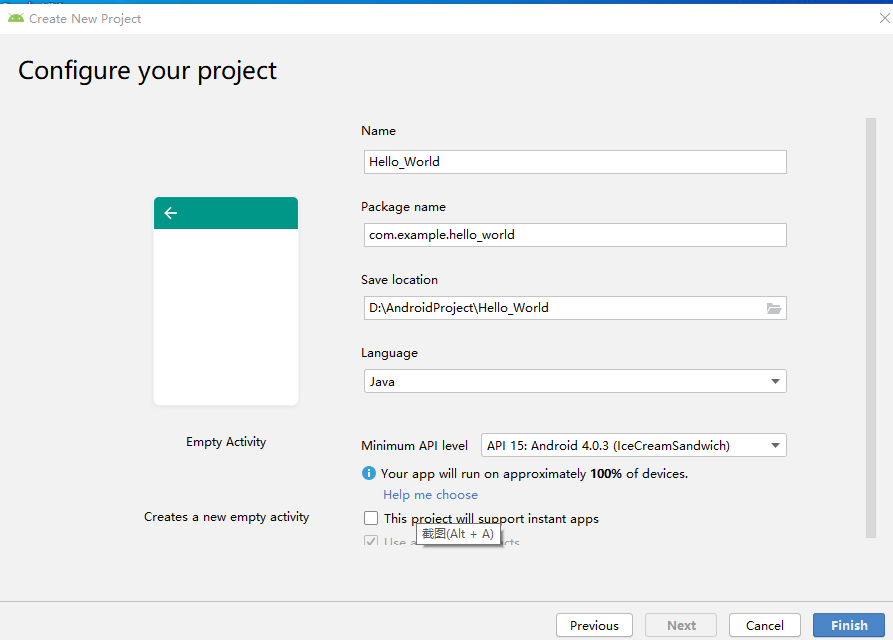 Create New Project
Configure your project
Name
Hello_World
Package name
com.example.hello_world
Save location
D:\AndroidProject\Hello_World
Language
Java
Empty Activity
Minimum API level
API 15: Android 4.0.3 (IceCreamSandwich)
Your app will run on approximately 100% of devices.
Help me choose
Creates a new empty activity
This project will support instant apps
截图(Alt + A)
Use
Previous
Next
Cancel
Finish